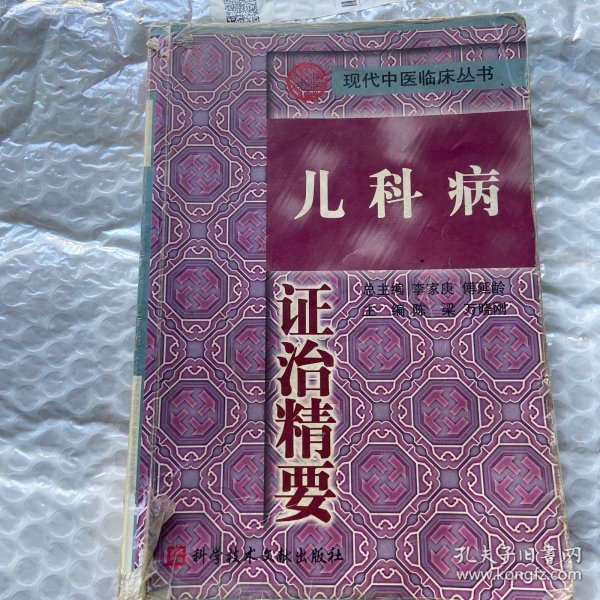 现代中医临床丛书
儿科病
证治精要
总主编 李家庚 傅延龄
主编 陈梁 万晓刚
科学技术文献出版社
孔夫子旧书网
www.kongfz.com